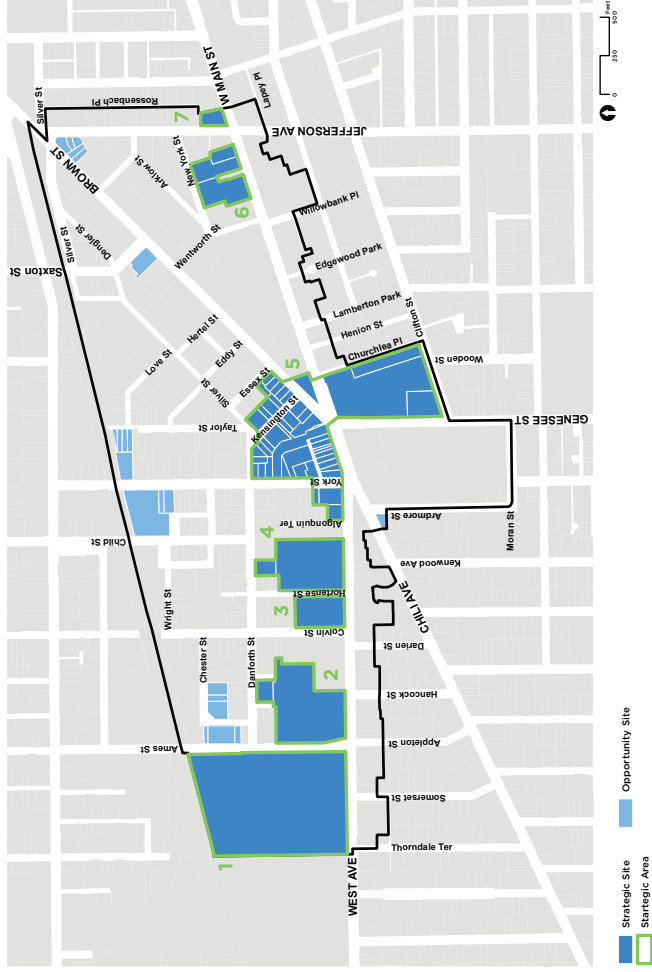 Silver St
Rossenbach Pl
W MAIN ST
Lapey Pl
JEFFERSON AVE
7
BROWN ST
Arklow St
New York St
6
Willowbank Pl
Silver St
Dengler St
Saxton St
Wentworth St
Edgewood Park
Lamberton Park
Henion St
Churchlea Pl
Clifton St
Wooden St
Love St
Hertel St
Eddy St
Silver St
Essex St
5
Kensington St
Taylor St
GENESEE ST
York St
Algonquin Ter
Ardmore St
Moran St
Child St
4
Kenwood Ave
Hortense St
3
CHILI AVE
Wright St
Colvin St
Darien St
Chester St
Danforth St
2
Hancock St
Ames St
Appleton St
Somerset St
1
WEST AVE
Thorndale Ter
0
250
500
Feet
Strategic Site
Opportunity Site
Startegic Area